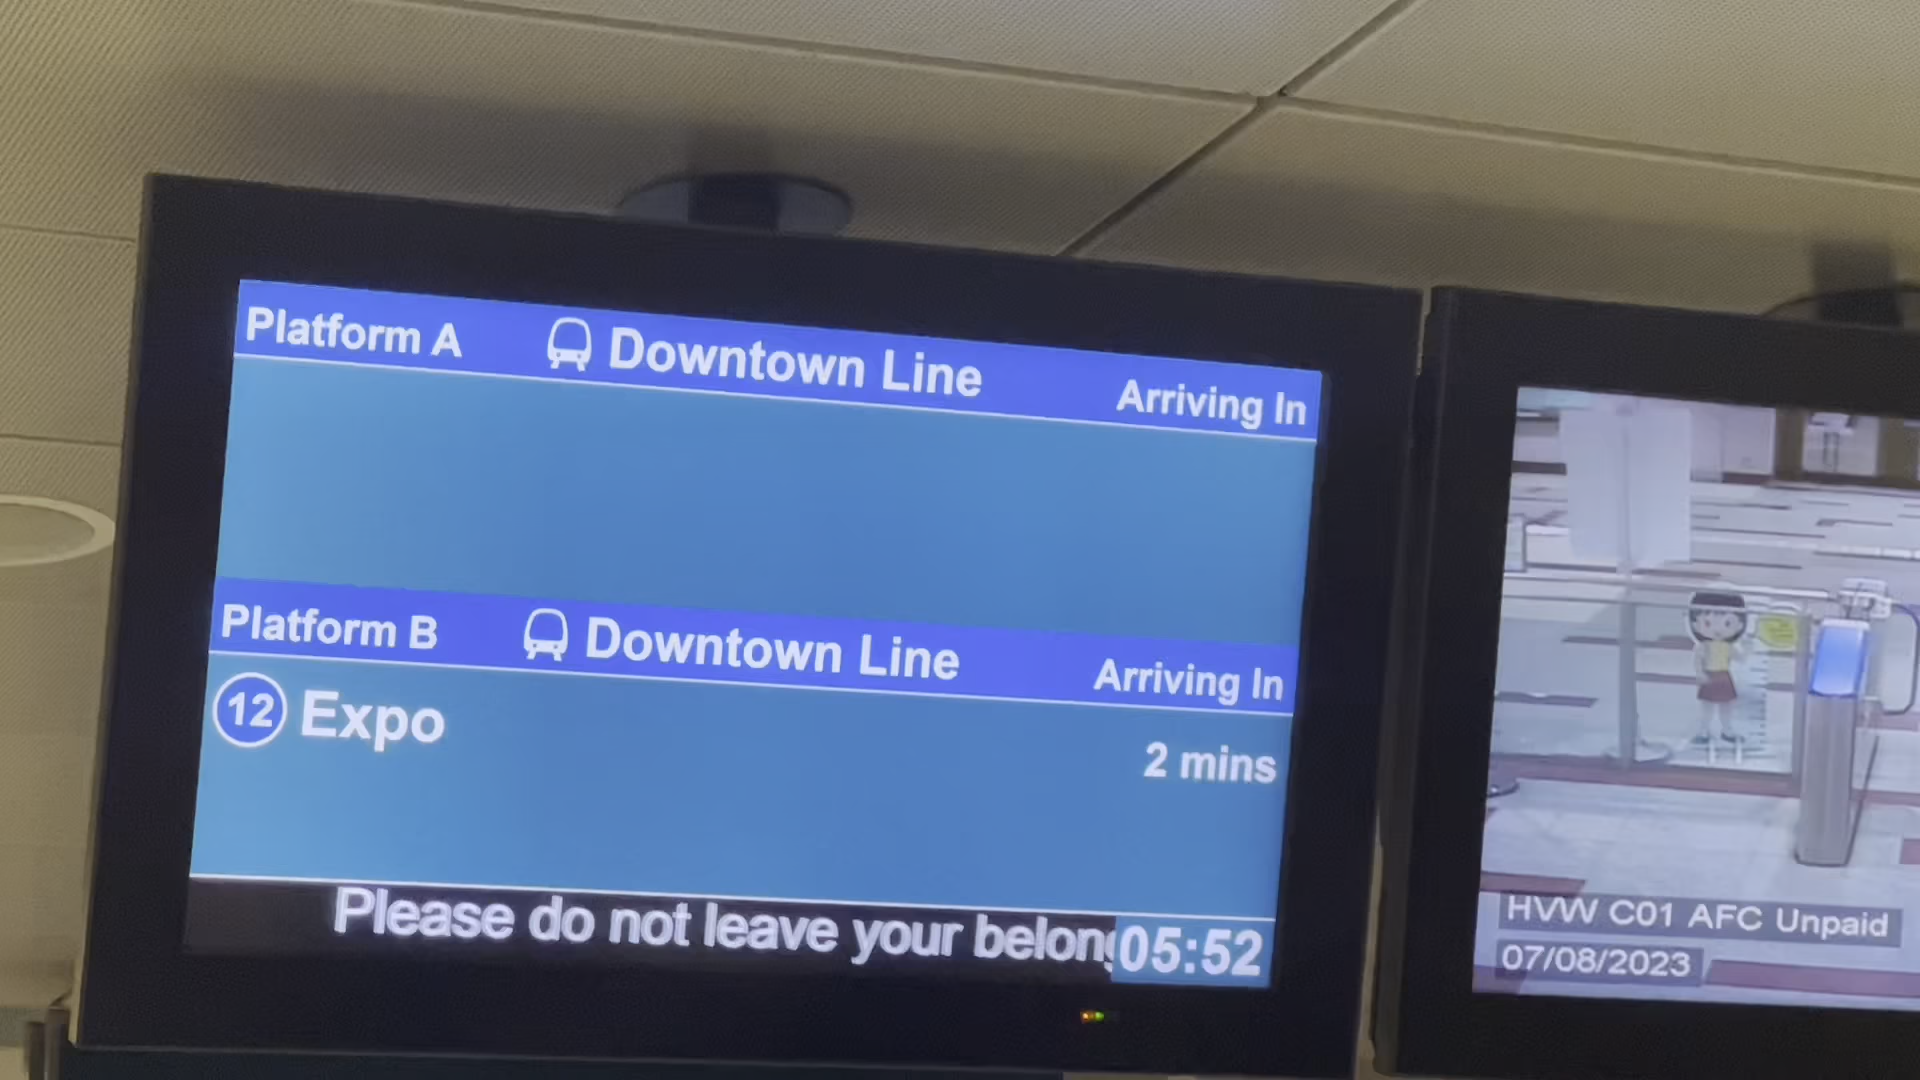 Platform A Downtown Line Arriving In
Platform B Downtown Line Arriving In
12 Expo 2 mins
Please do not leave your belong 05:52
HVW C01 AFC Unpaid
07/08/2023